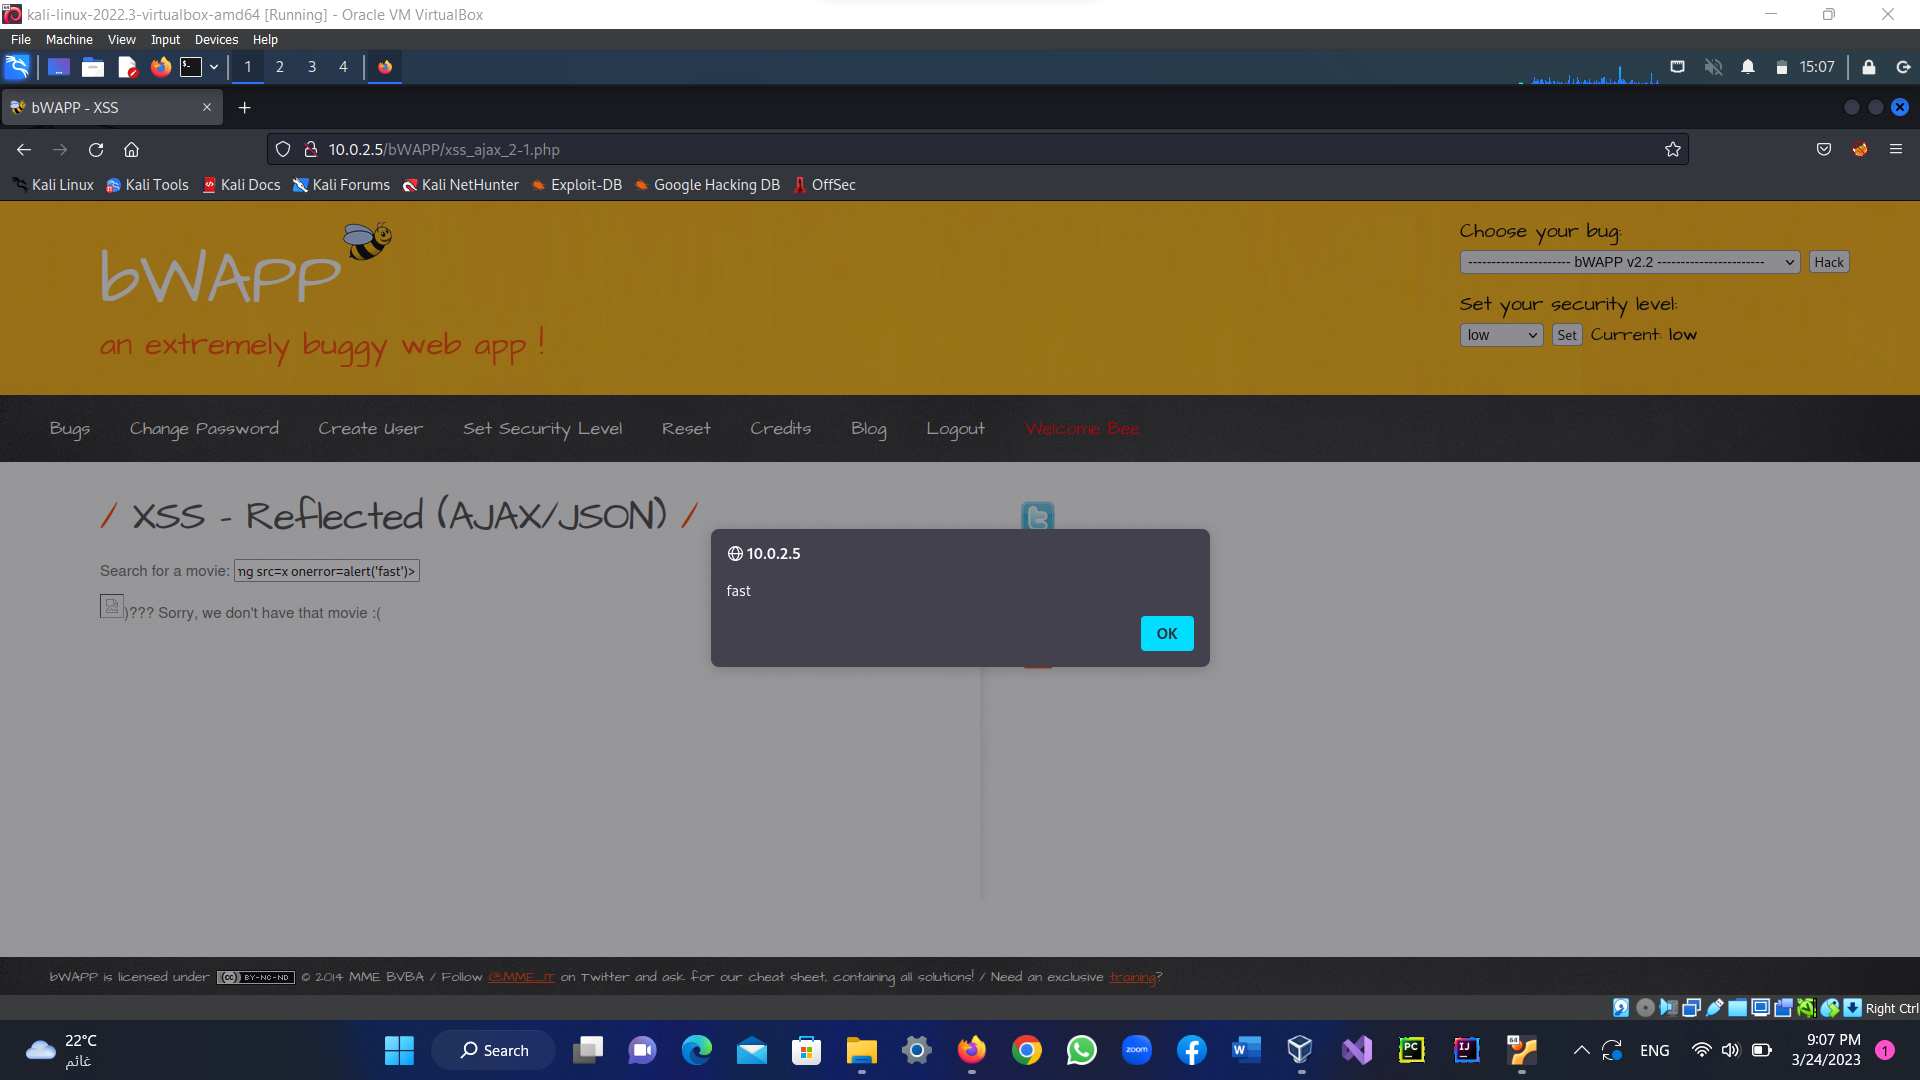 kali-linux-2022.3-virtualbox-amd64 [Running] - Oracle VM VirtualBox
File Machine View Input Devices Help
1 2 3 4 15:07
bWAPP - XSS
10.0.2.5/bWAPP/xss_ajax_2-1.php
Kali Linux Kali Tools Kali Docs Kali Forums Kali NetHunter Exploit-DB Google Hacking DB OffSec
bWAPP
an extremely buggy web app !
Choose your bug:
---------------------- bWAPP v2.2 ----------------------- Hack
Set your security level:
low Set Current: low
Bugs Change Password Create User Set Security Level Reset Credits Blog Logout Welcome Bee
/ XSS - Reflected (AJAX/JSON) /
Search for a movie: ng src=x onerror=alert('fast')>
)??? Sorry, we don't have that movie :(
10.0.2.5
fast
OK
bWAPP is licensed under (cc) BY-NC-ND © 2014 MME BVBA / Follow @MME_IT on Twitter and ask for our cheat sheet, containing all solutions! / Need an exclusive training?
Right Ctrl
22°C
غائم
Search
zoom
PC
IJ
64
ENG
9:07 PM
3/24/2023
1